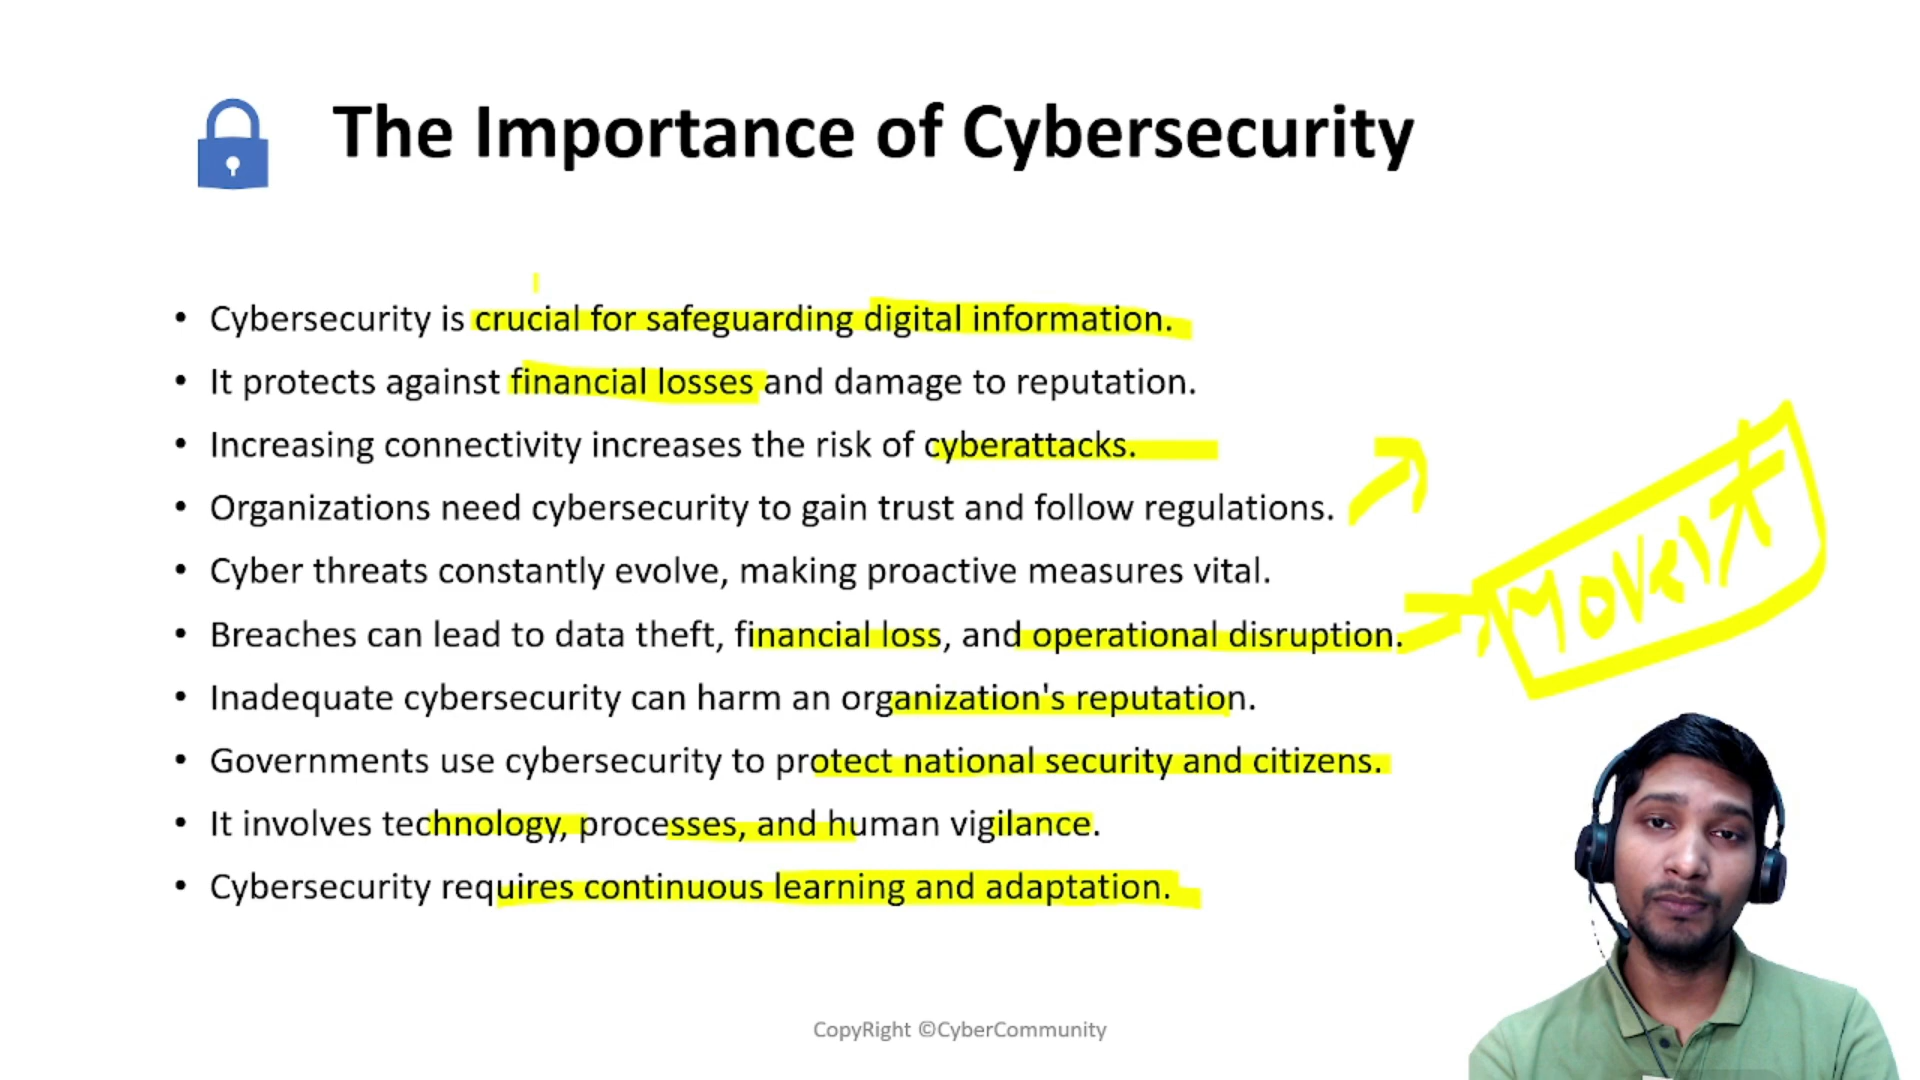 The Importance of Cybersecurity
• Cybersecurity is crucial for safeguarding digital information.
• It protects against financial losses and damage to reputation.
• Increasing connectivity increases the risk of cyberattacks.
• Organizations need cybersecurity to gain trust and follow regulations.
• Cyber threats constantly evolve, making proactive measures vital.
• Breaches can lead to data theft, financial loss, and operational disruption.
• Inadequate cybersecurity can harm an organization's reputation.
• Governments use cybersecurity to protect national security and citizens.
• It involves technology, processes, and human vigilance.
• Cybersecurity requires continuous learning and adaptation.
MOVEIT
CopyRight ©CyberCommunity